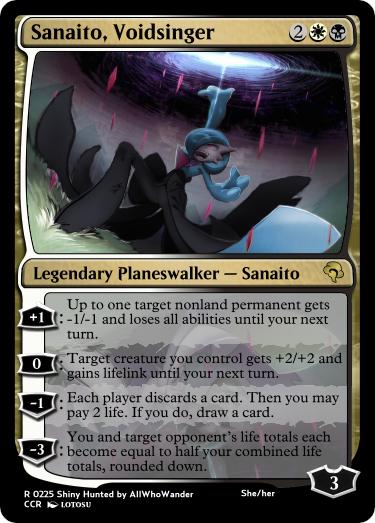 Sanaito, Voidsinger 2
Legendary Planeswalker — Sanaito
+1: Up to one target nonland permanent gets
-1/-1 and loses all abilities until your next
turn.
0: Target creature you control gets +2/+2 and
gains lifelink until your next turn.
-1: Each player discards a card. Then you may
pay 2 life. If you do, draw a card.
-3: You and target opponent's life totals each
become equal to half your combined life
totals, rounded down.
3
R 0225 Shiny Hunted by AllWhoWander She/her
CCR LOTOSU